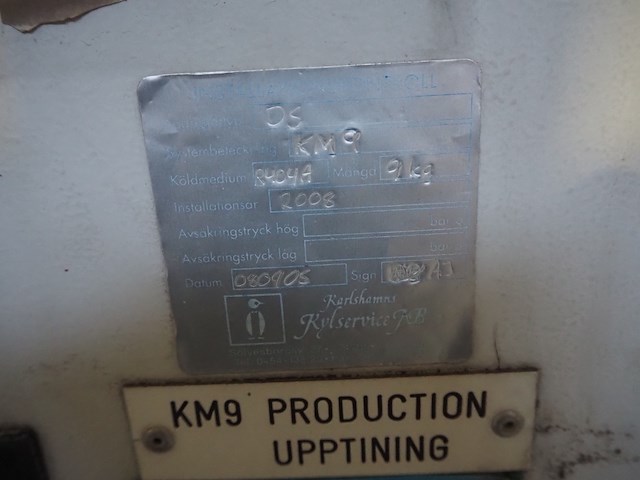 OS
Systembeteckning KM9
Köldmedium R404A Mängd 9 kg
Installationsår 2008
Avsäkringstryck hög bar
Avsäkringstryck låg bar
Datum 080905 Sign
Karlshamns
Kylservice AB
KM9 PRODUCTION
UPPTINING